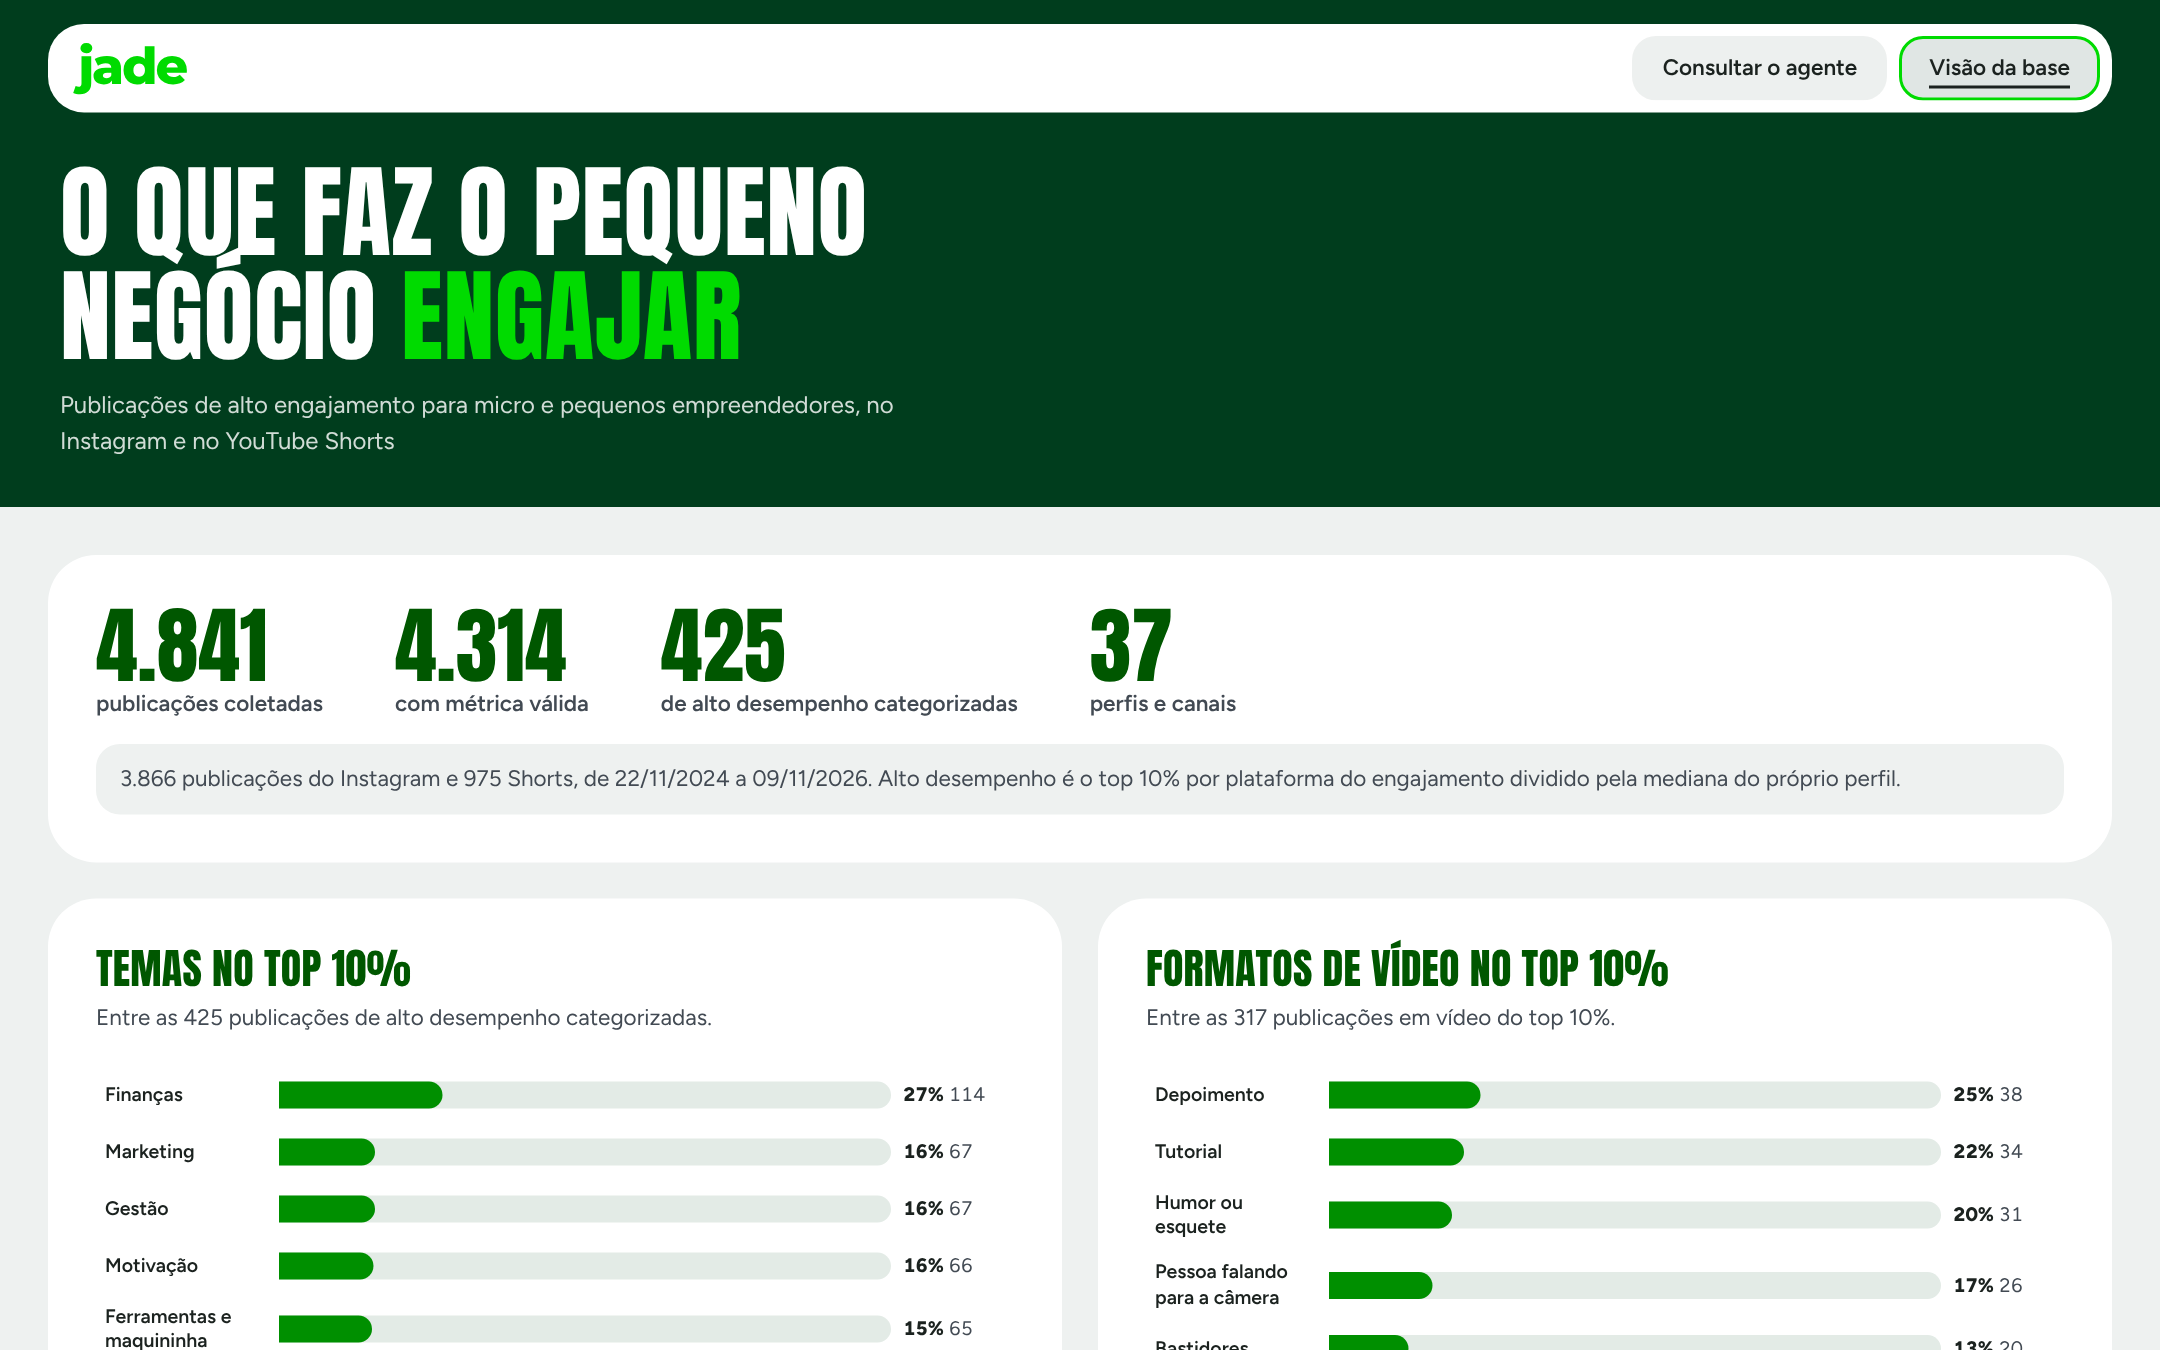 jade
Consultar o agente
Visão da base
O QUE FAZ O PEQUENO
NEGÓCIO ENGAJAR
Publicações de alto engajamento para micro e pequenos empreendedores, no
Instagram e no YouTube Shorts
4.841
publicações coletadas
4.314
com métrica válida
425
de alto desempenho categorizadas
37
perfis e canais
3.866 publicações do Instagram e 975 Shorts, de 22/11/2024 a 09/11/2026. Alto desempenho é o top 10% por plataforma do engajamento dividido pela mediana do próprio perfil.
TEMAS NO TOP 10%
Entre as 425 publicações de alto desempenho categorizadas.
Finanças 27% 114
Marketing 16% 67
Gestão 16% 67
Motivação 16% 66
Ferramentas e
maquininha 15% 65
FORMATOS DE VÍDEO NO TOP 10%
Entre as 317 publicações em vídeo do top 10%.
Depoimento 25% 38
Tutorial 22% 34
Humor ou
esquete 20% 31
Pessoa falando
para a câmera 17% 26
Bastidores 13% 20